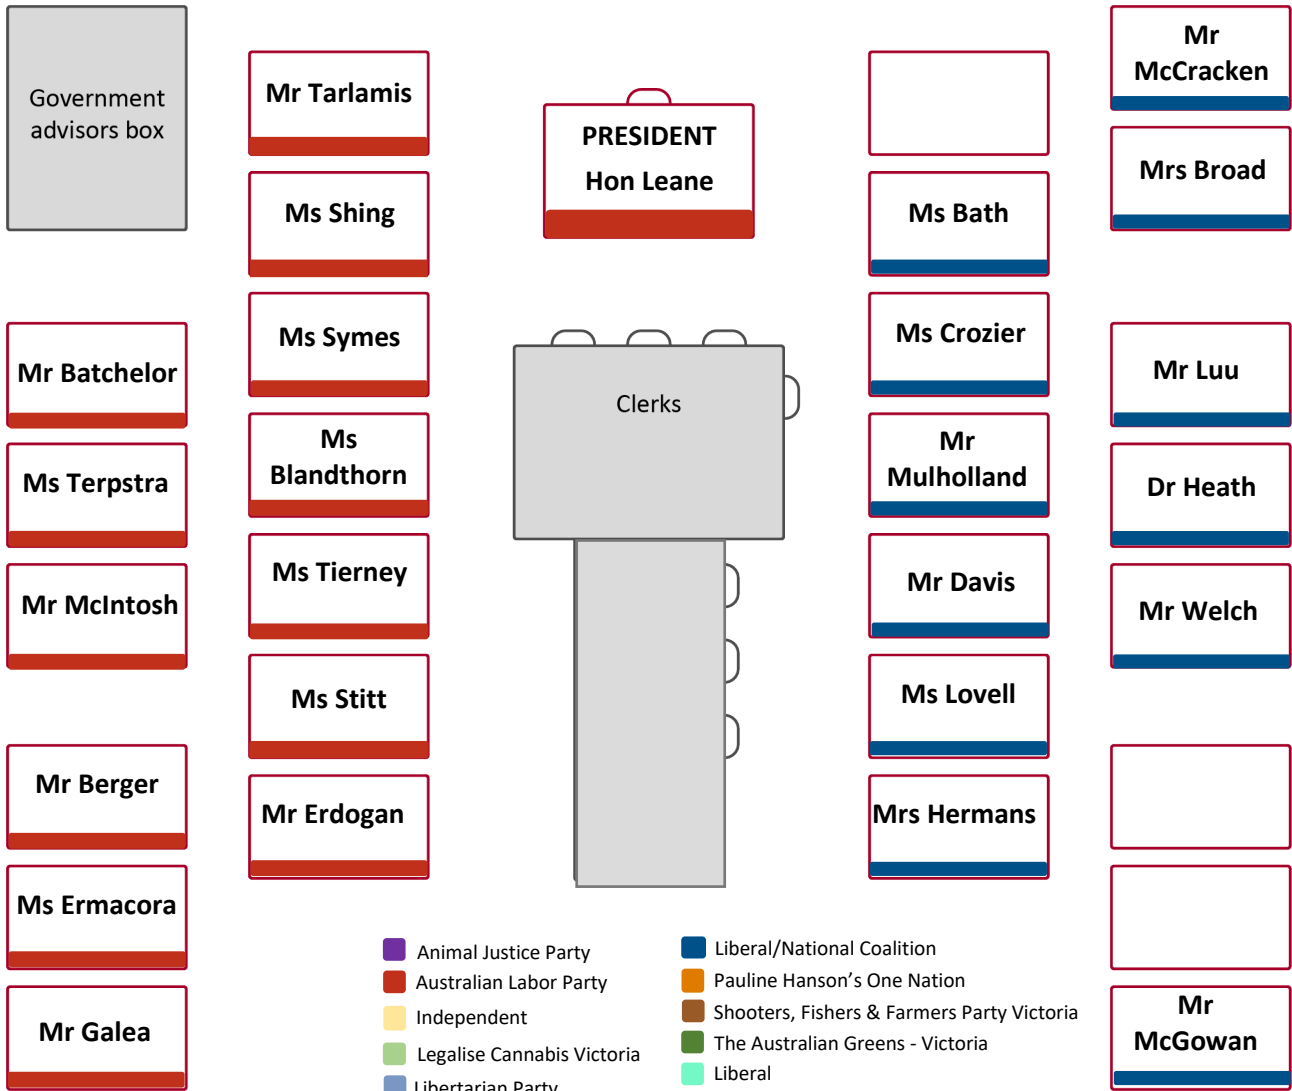 Government
advisors box
Mr Tarlamis
PRESIDENT
Hon Leane
Mr
McCracken
Ms Shing
Ms Bath
Mrs Broad
Mr Batchelor
Ms Symes
Clerks
Ms Crozier
Mr Luu
Ms Terpstra
Ms
Blandthorn
Mr
Mulholland
Dr Heath
Mr McIntosh
Ms Tierney
Mr Davis
Mr Welch
Ms Stitt
Ms Lovell
Mr Berger
Mr Erdogan
Mrs Hermans
Ms Ermacora
Mr Galea
Animal Justice Party
Australian Labor Party
Independent
Legalise Cannabis Victoria
Libertarian Party
Liberal/National Coalition
Pauline Hanson's One Nation
Shooters, Fishers & Farmers Party Victoria
The Australian Greens - Victoria
Liberal
Mr
McGowan